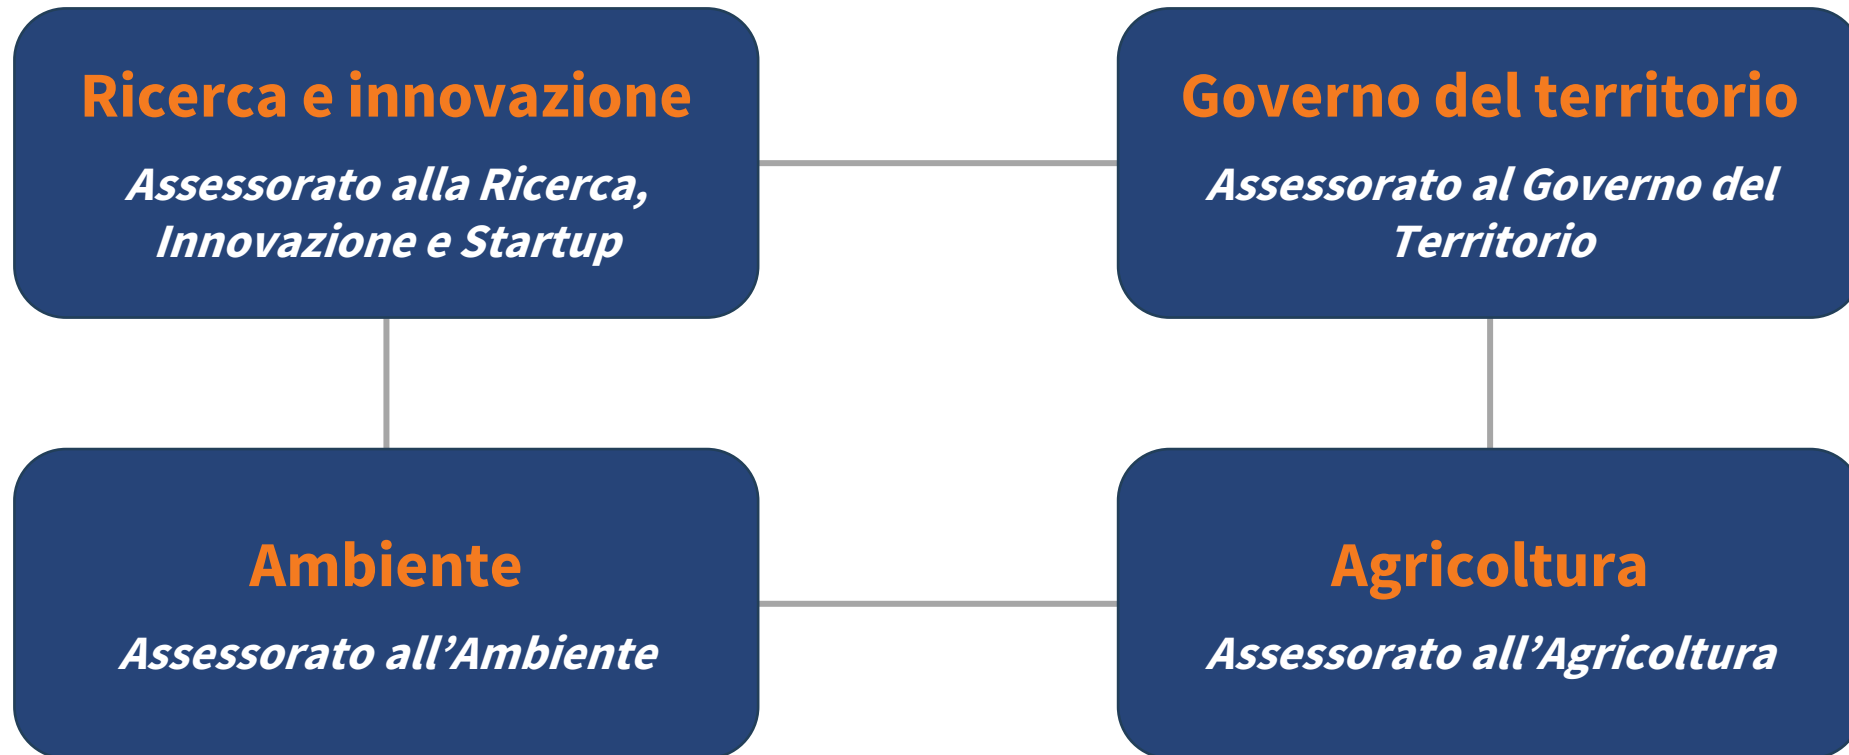 Ricerca e innovazione
Assessorato alla Ricerca,
Innovazione e Startup
Governo del territorio
Assessorato al Governo del
Territorio
Ambiente
Assessorato all’Ambiente
Agricoltura
Assessorato all’Agricoltura